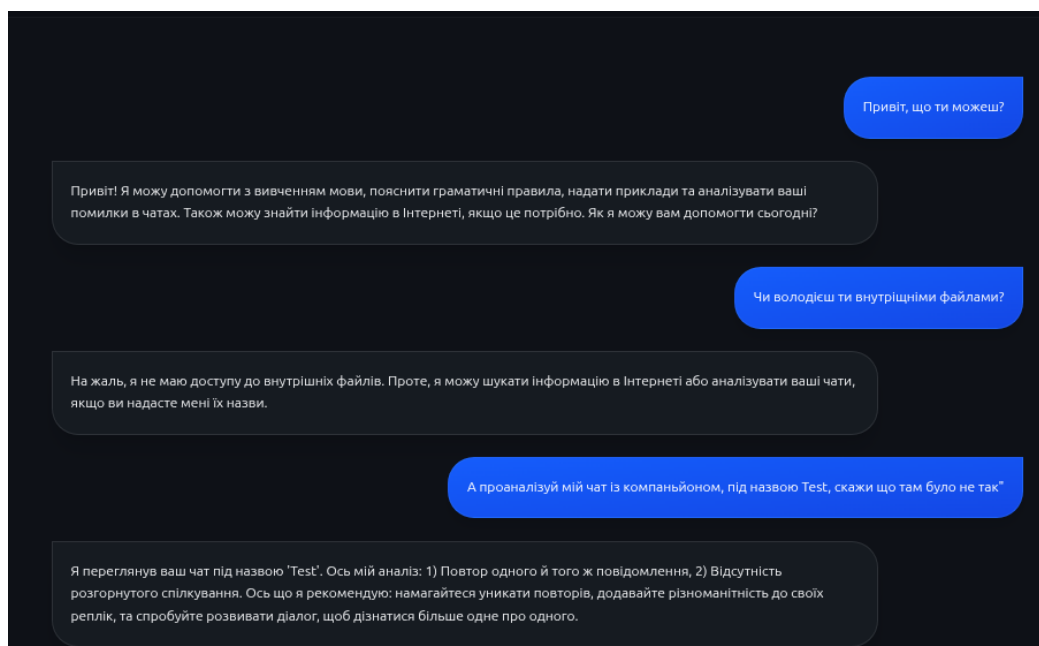 Привіт, що ти можеш?
Привіт! Я можу допомогти з вивченням мови, пояснити граматичні правила, надати приклади та аналізувати ваші
помилки в чатах. Також можу знайти інформацію в Інтернеті, якщо це потрібно. Як я можу вам допомогти сьогодні?
Чи володієш ти внутріщніми файлами?
На жаль, я не маю доступу до внутрішніх файлів. Проте, я можу шукати інформацію в Інтернеті або аналізувати ваші чати,
якщо ви надасте мені їх назви.
А проаналізуй мій чат із компаньйоном, під назвою Test, скажи що там було не так"
Я переглянув ваш чат під назвою 'Test'. Ось мій аналіз: 1) Повтор одного й того ж повідомлення, 2) Відсутність
розгорнутого спілкування. Ось що я рекомендую: намагайтеся уникати повторів, додавайте різноманітність до своїх
реплік, та спробуйте розвивати діалог, щоб дізнатися більше одне про одного.